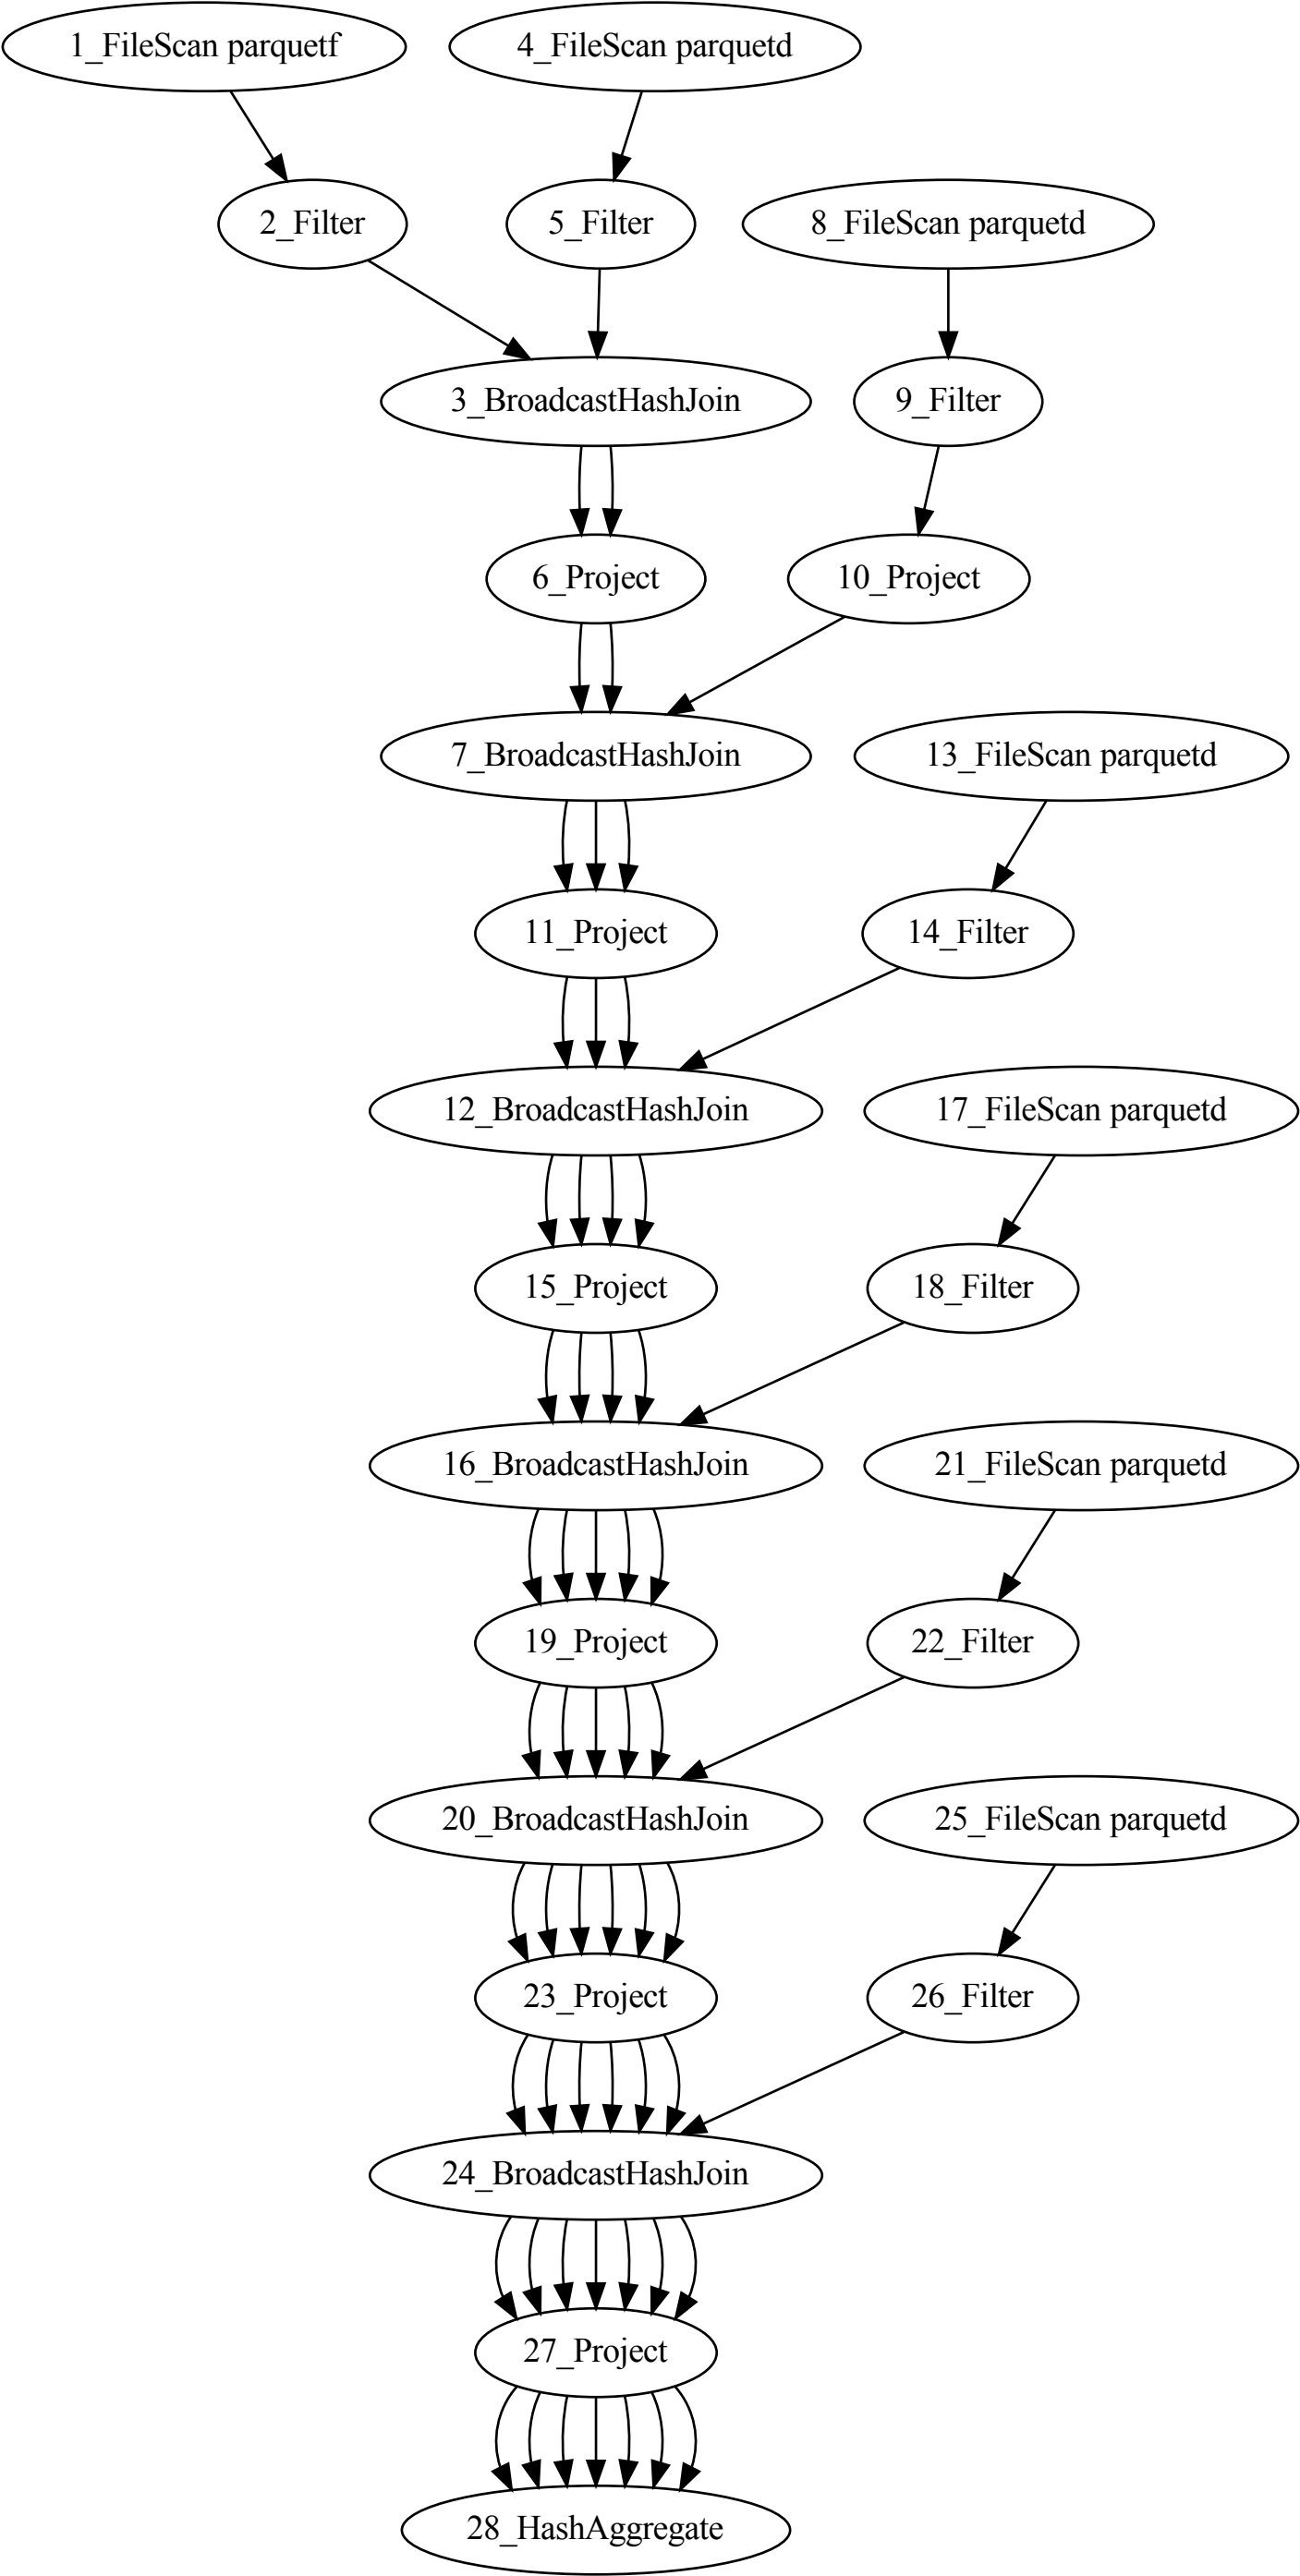 1_FileScan parquetf
4_FileScan parquetd
2_Filter
5_Filter
8_FileScan parquetd
3_BroadcastHashJoin
9_Filter
6_Project
10_Project
7_BroadcastHashJoin
13_FileScan parquetd
11_Project
14_Filter
12_BroadcastHashJoin
17_FileScan parquetd
15_Project
18_Filter
16_BroadcastHashJoin
21_FileScan parquetd
19_Project
22_Filter
20_BroadcastHashJoin
25_FileScan parquetd
23_Project
26_Filter
24_BroadcastHashJoin
27_Project
28_HashAggregate